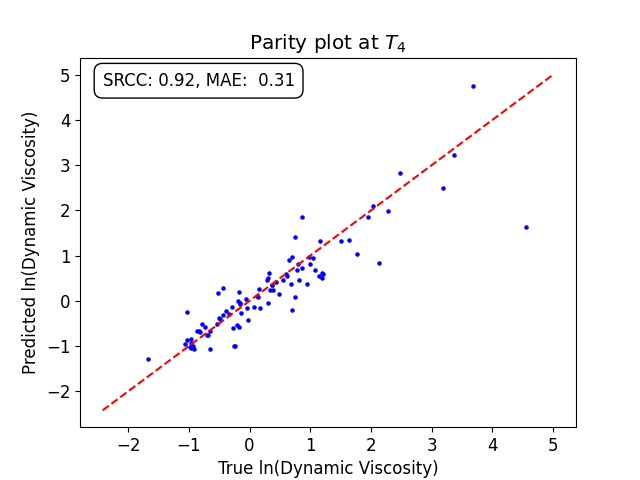 Parity plot at T₄
SRCC: 0.92, MAE:  0.31
Predicted ln(Dynamic Viscosity)
5
4
3
2
1
0
−1
−2
−2 −1 0 1 2 3 4 5
True ln(Dynamic Viscosity)